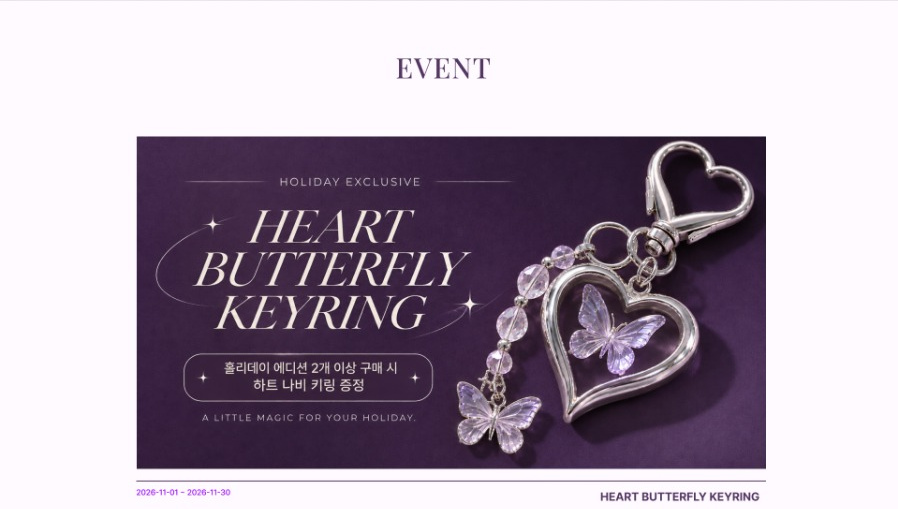 EVENT
HOLIDAY EXCLUSIVE
HEART
BUTTERFLY
KEYRING
홀리데이 에디션 2개 이상 구매 시
하트 나비 키링 증정
A LITTLE MAGIC FOR YOUR HOLIDAY.
2026-11-01 ~ 2026-11-30
HEART BUTTERFLY KEYRING